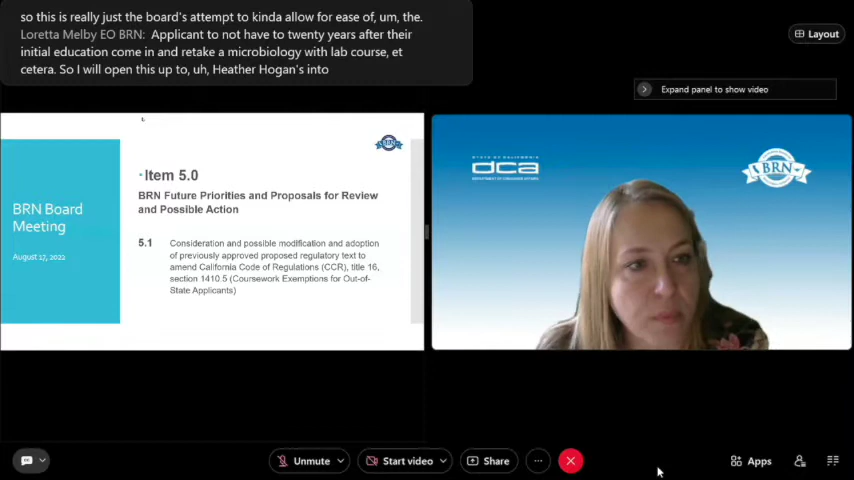 so this is really just the board's attempt to kinda allow for ease of, um, the.
Loretta Melby EO BRN: Applicant to not have to twenty years after their
initial education come in and retake a microbiology with lab course, et
cetera. So I will open this up to, uh, Heather Hogan's into
Layout
Expand panel to show video
BRN
BRN Board
Meeting
August 17, 2022
Item 5.0
BRN Future Priorities and Proposals for Review
and Possible Action
5.1 Consideration and possible modification and adoption
of previously approved proposed regulatory text to
amend California Code of Regulations (CCR), title 16,
section 1410.5 (Coursework Exemptions for Out-of-
State Applicants)
STATE OF CALIFORNIA
dca
DEPARTMENT OF CONSUMER AFFAIRS
BRN
Unmute
Start video
Share
Apps